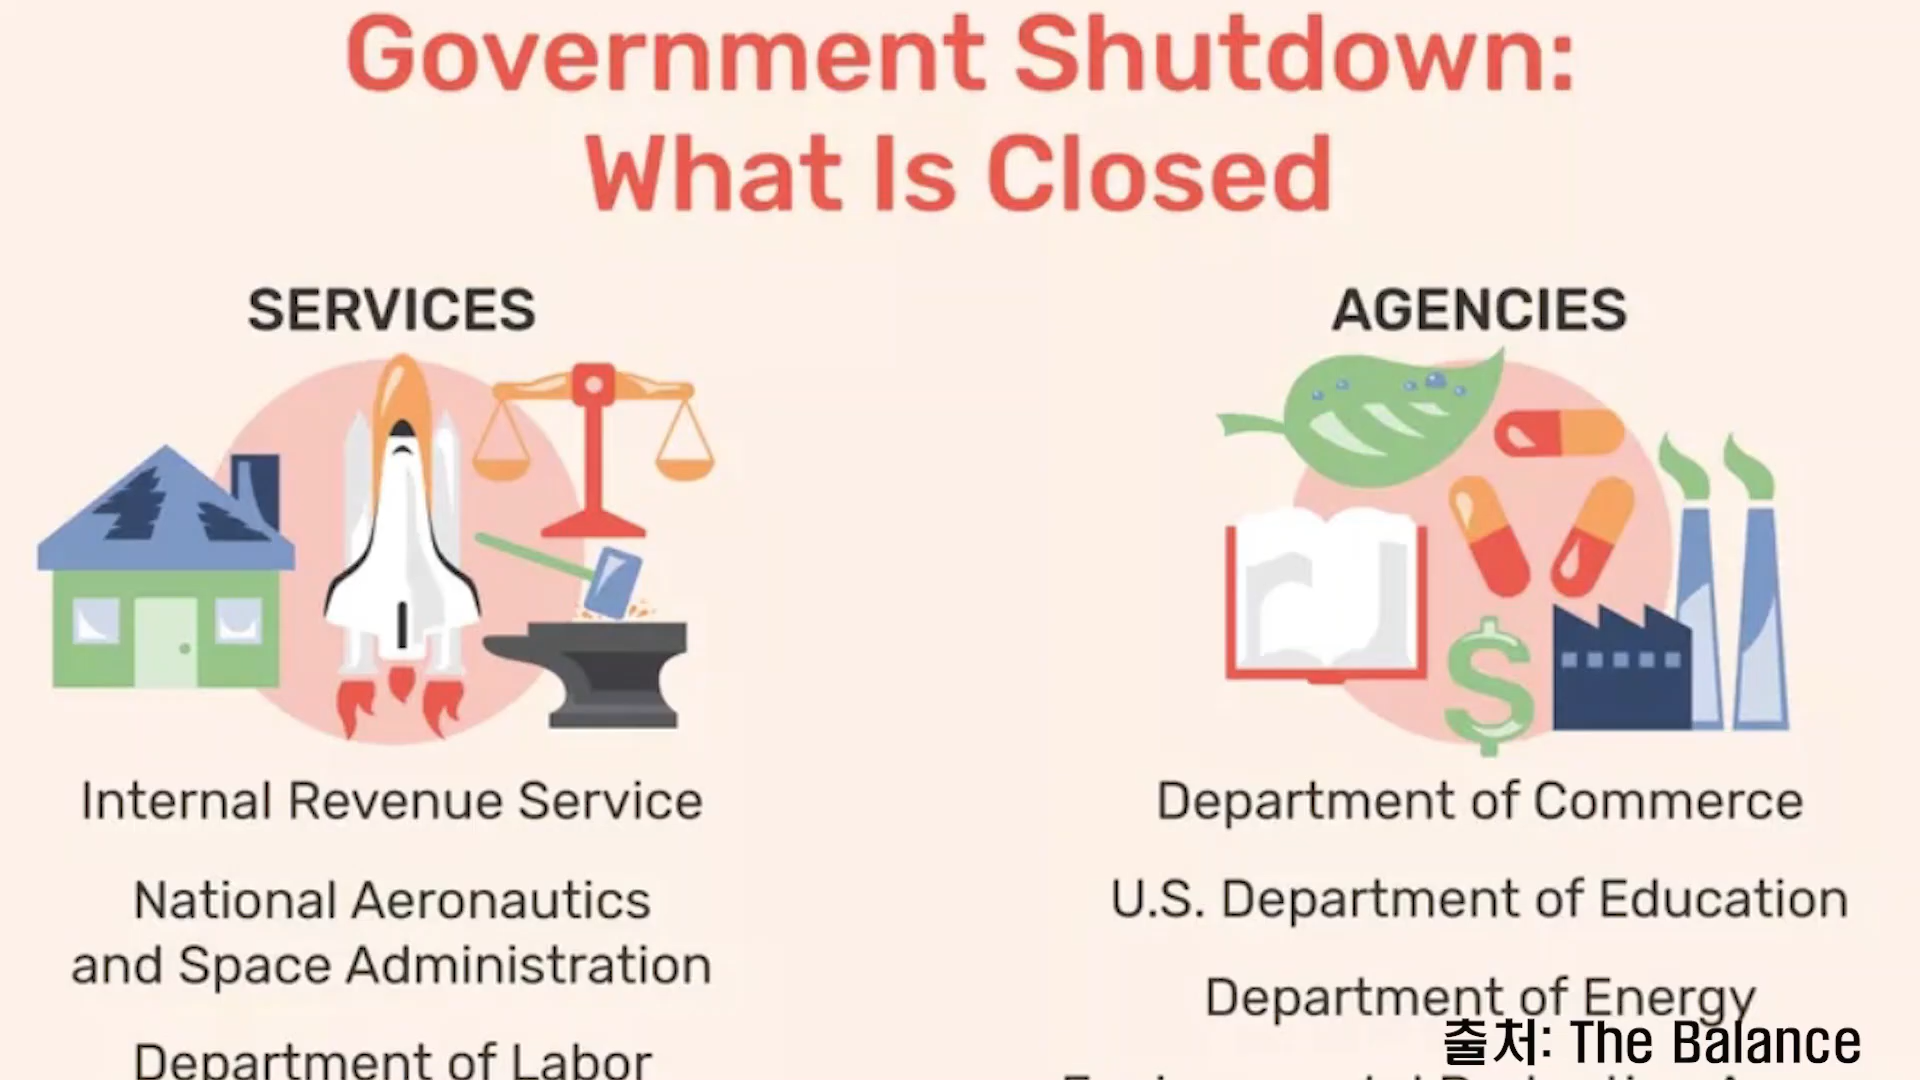 Government Shutdown:
What Is Closed
SERVICES
Internal Revenue Service
National Aeronautics
and Space Administration
Department of Labor
AGENCIES
Department of Commerce
U.S. Department of Education
Department of Energy
출처: The Balance